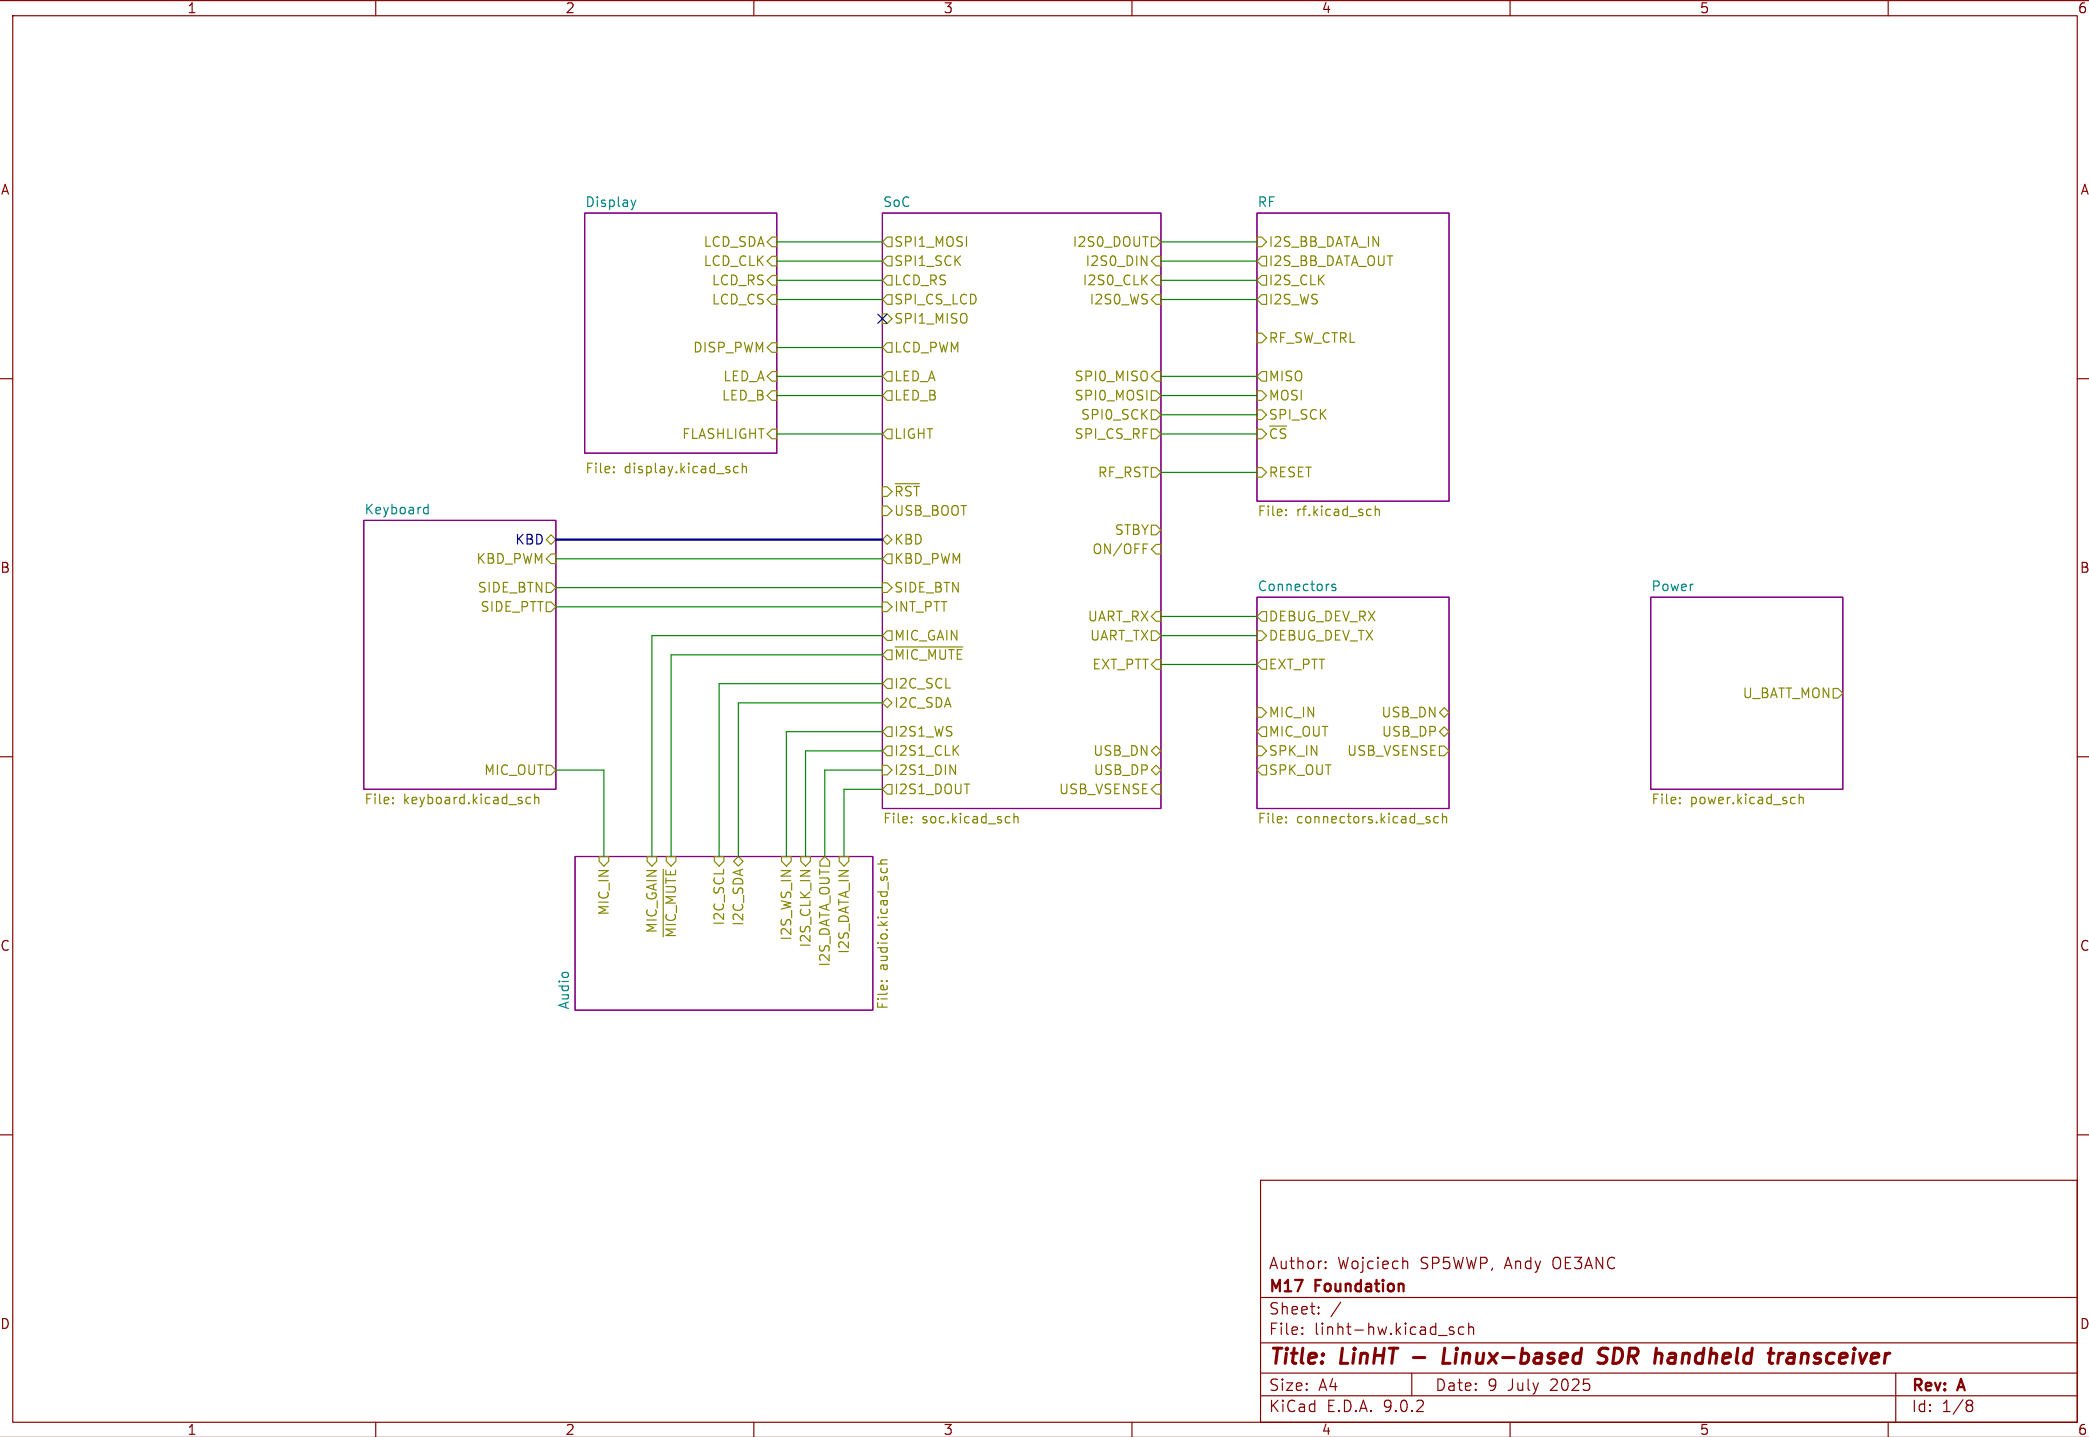 1 2 3 4 5 6
A A
B B
C C
D D
Display
LCD_SDA
LCD_CLK
LCD_RS
LCD_CS
DISP_PWM
LED_A
LED_B
FLASHLIGHT
File: display.kicad_sch
SoC
SPI1_MOSI
SPI1_SCK
LCD_RS
SPI_CS_LCD
SPI1_MISO
LCD_PWM
LED_A
LED_B
LIGHT
RST
USB_BOOT
KBD
KBD_PWM
SIDE_BTN
INT_PTT
MIC_GAIN
MIC_MUTE
I2C_SCL
I2C_SDA
I2S1_WS
I2S1_CLK
I2S1_DIN
I2S1_DOUT
I2S0_DOUT
I2S0_DIN
I2S0_CLK
I2S0_WS
SPI0_MISO
SPI0_MOSI
SPI0_SCK
SPI_CS_RF
RF_RST
STBY
ON/OFF
UART_RX
UART_TX
EXT_PTT
USB_DN
USB_DP
USB_VSENSE
File: soc.kicad_sch
RF
I2S_BB_DATA_IN
I2S_BB_DATA_OUT
I2S_CLK
I2S_WS
RF_SW_CTRL
MISO
MOSI
SPI_SCK
CS
RESET
File: rf.kicad_sch
Keyboard
KBD
KBD_PWM
SIDE_BTN
SIDE_PTT
MIC_OUT
File: keyboard.kicad_sch
Connectors
DEBUG_DEV_RX
DEBUG_DEV_TX
EXT_PTT
MIC_IN USB_DN
MIC_OUT USB_DP
SPK_IN USB_VSENSE
SPK_OUT
File: connectors.kicad_sch
Power
U_BATT_MON
File: power.kicad_sch
Audio
MIC_IN
MIC_GAIN
MIC_MUTE
I2C_SCL
I2C_SDA
I2S_WS_IN
I2S_CLK_IN
I2S_DATA_OUT
I2S_DATA_IN
File: audio.kicad_sch
Author: Wojciech SP5WWP, Andy OE3ANC
M17 Foundation
Sheet: /
File: linht-hw.kicad_sch
Title: LinHT - Linux-based SDR handheld transceiver
Size: A4 Date: 9 July 2025 Rev: A
KiCad E.D.A. 9.0.2 Id: 1/8
1 2 3 4 5 6